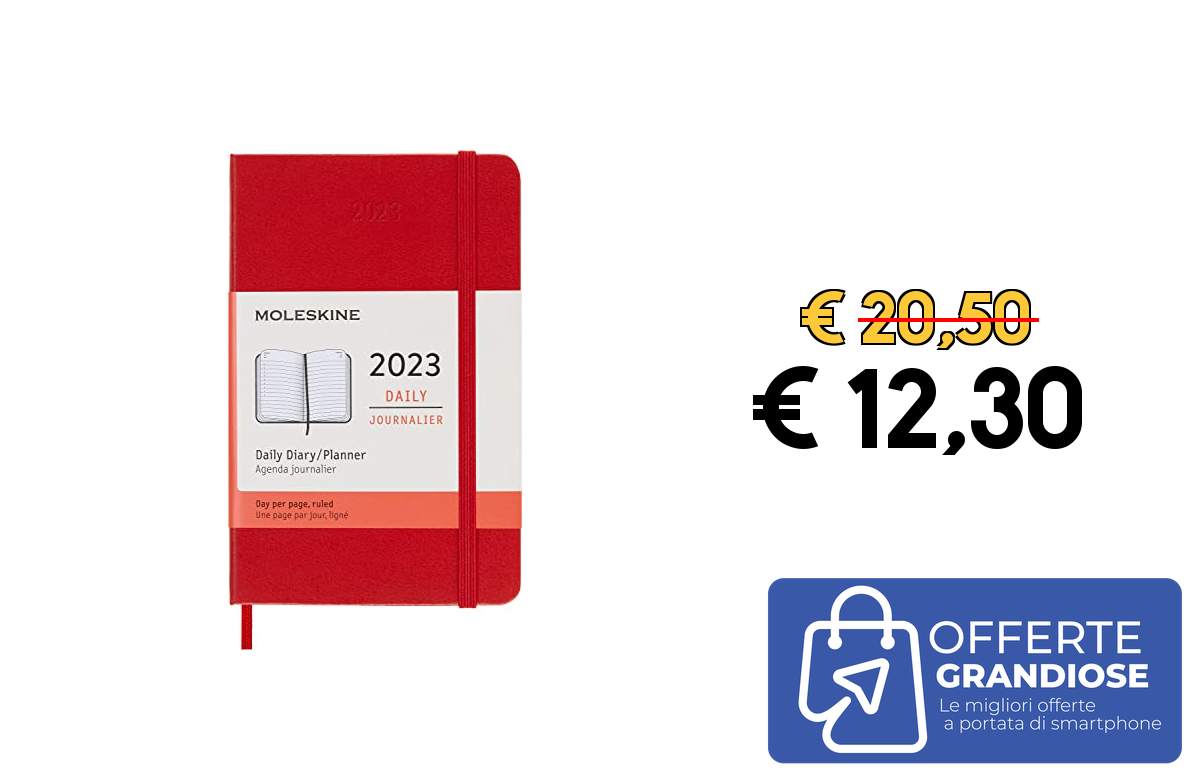 2023
MOLESKINE
2023
DAILY
JOURNALIER
Daily Diary/Planner
Agenda journalier
Day per page, ruled
Une page par jour, ligné
€ 20,50
€ 12,30
OFFERTE
GRANDIOSE
Le migliori offerte
a portata di smartphone